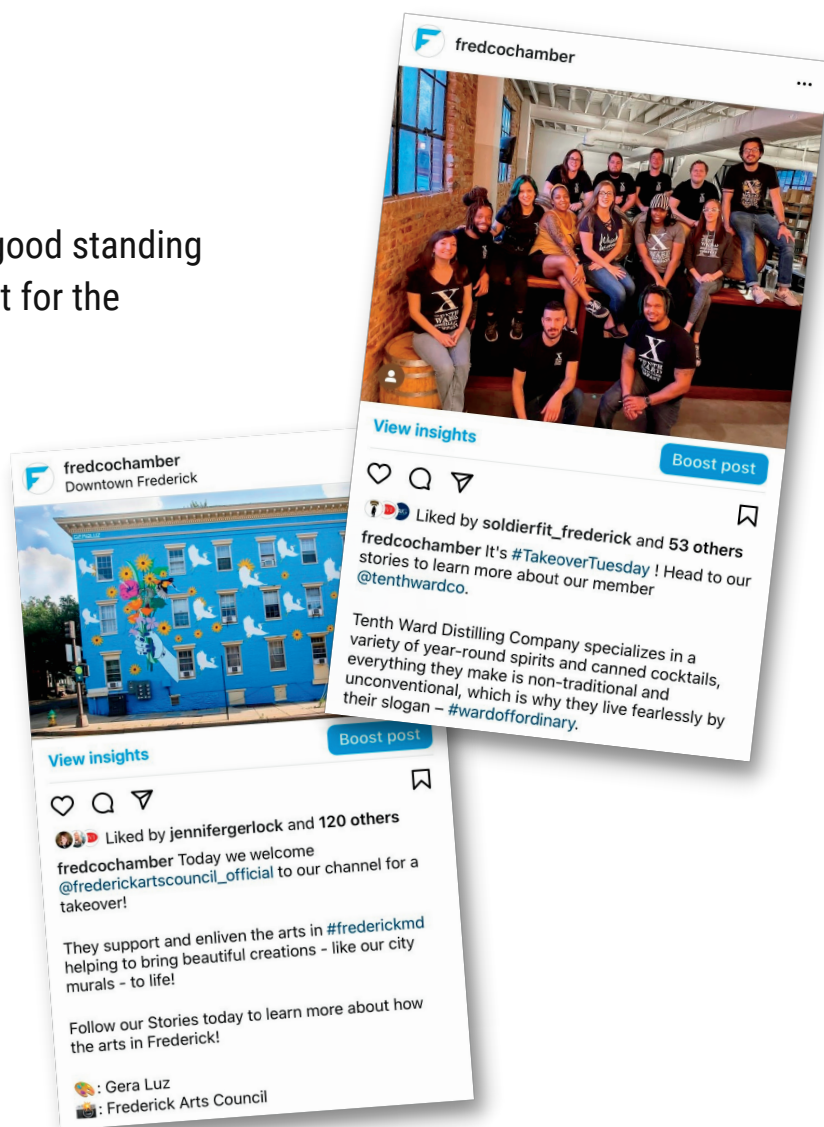 good standing
t for the
fredcochamber
View insights
Boost post
Liked by soldierfit_frederick and 53 others
fredcochamber It's #TakeoverTuesday ! Head to our
stories to learn more about our member
@tenthwardco.
Tenth Ward Distilling Company specializes in a
variety of year-round spirits and canned cocktails,
everything they make is non-traditional and
unconventional, which is why they live fearlessly by
their slogan – #wardoffordinary.
fredcochamber
Downtown Frederick
View insights
Boost post
Liked by jennifergerlock and 120 others
fredcochamber Today we welcome
@frederickartscouncil_official to our channel for a
takeover!
They support and enliven the arts in #frederickmd
helping to bring beautiful creations - like our city
murals - to life!
Follow our Stories today to learn more about how
the arts in Frederick!
🎨: Gera Luz
📸: Frederick Arts Council